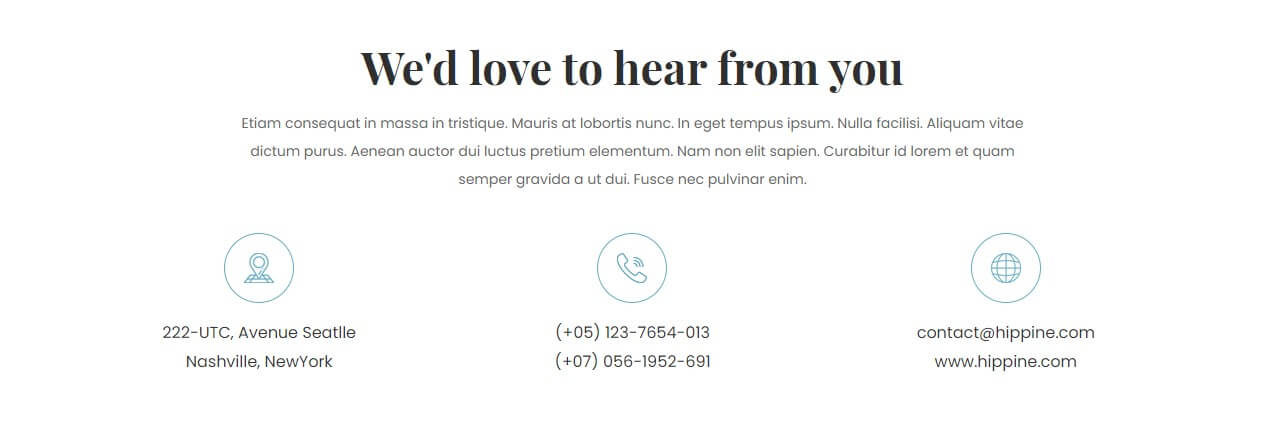 We'd love to hear from you
Etiam consequat in massa in tristique. Mauris at lobortis nunc. In eget tempus ipsum. Nulla facilisi. Aliquam vitae
dictum purus. Aenean auctor dui luctus pretium elementum. Nam non elit sapien. Curabitur id lorem et quam
semper gravida a ut dui. Fusce nec pulvinar enim.
222-UTC, Avenue Seatlle
Nashville, NewYork
(+05) 123-7654-013
(+07) 056-1952-691
contact@hippine.com
www.hippine.com